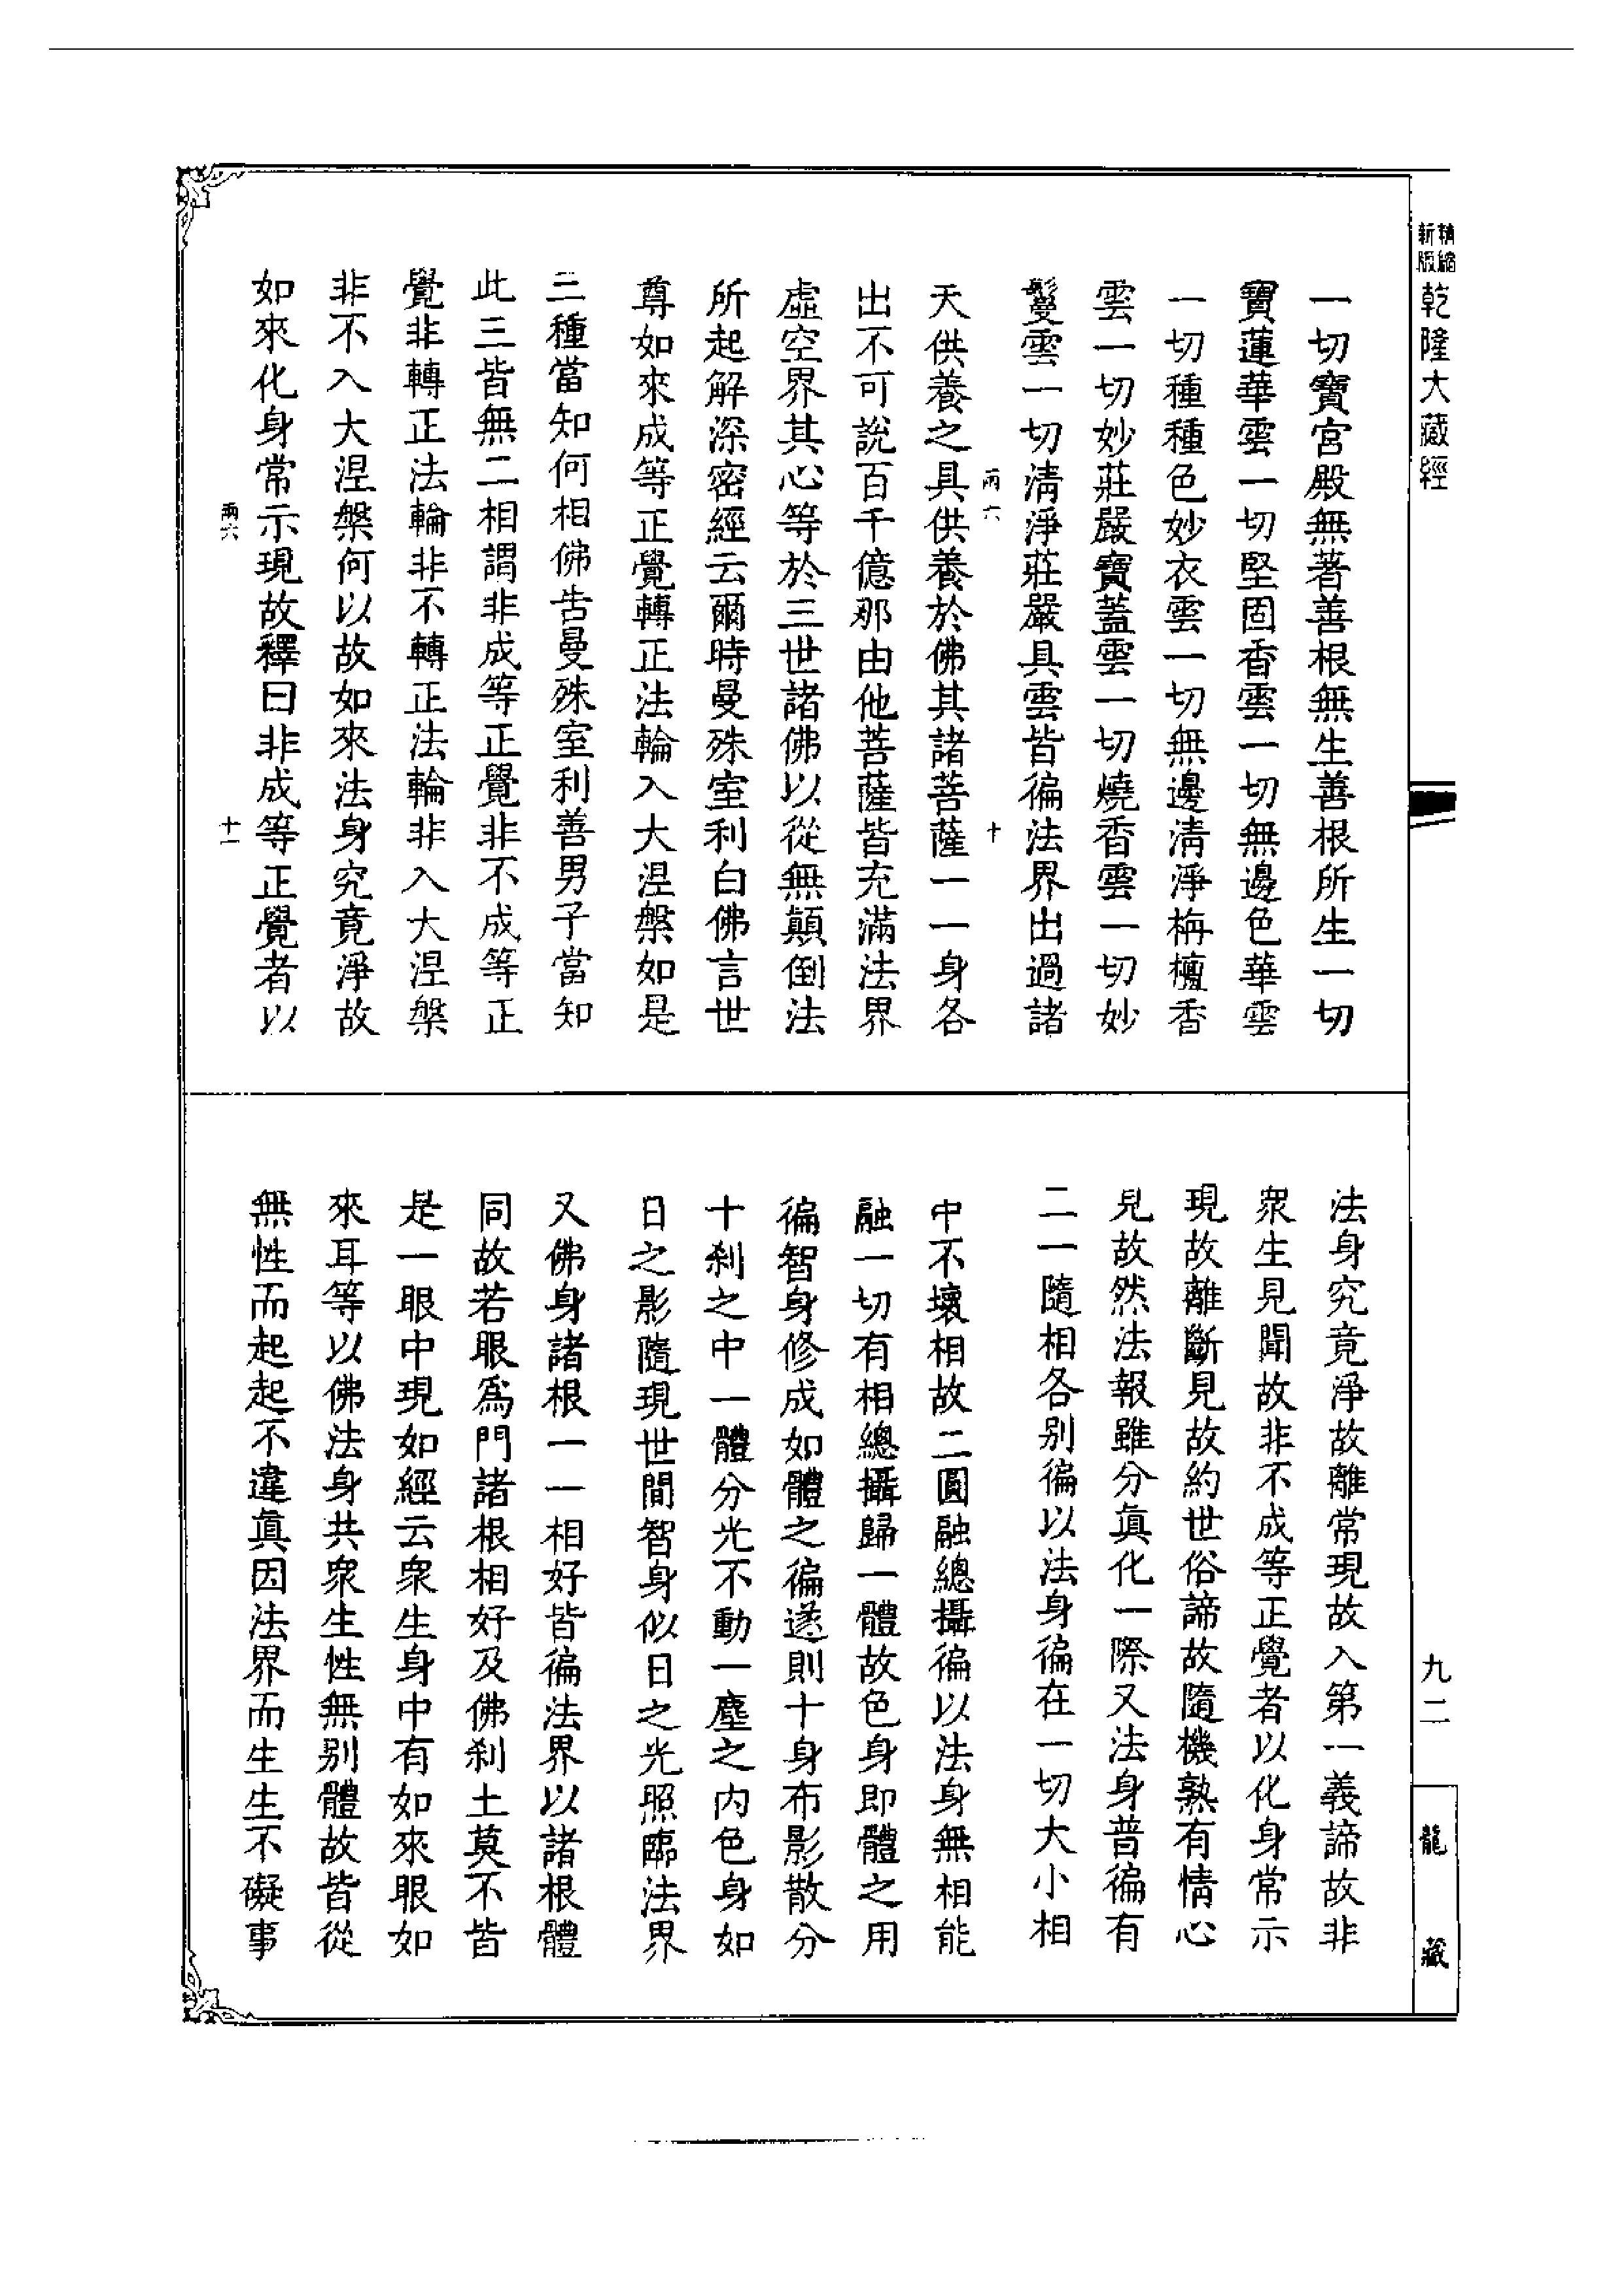 精縮新版乾隆大藏經
一切寶宮殿無著善根無生善根所生一切
寶蓮華雲一切堅固香雲一切無邊色華雲
一切種種色妙衣雲一切無邊清淨栴檀香
雲一切妙莊嚴寶蓋雲一切燒香雲一切妙
鬘雲一切清淨莊嚴具雲皆徧法界出過諸
兩六 十
天供養之具供養於佛其諸菩薩一一身各
出不可說百千億那由他菩薩皆充滿法界
虛空界其心等於三世諸佛以從無顛倒法
所起解深密經云爾時曼殊室利白佛言世
尊如來成等正覺轉正法輪入大涅槃如是
三種當知何相佛告曼殊室利善男子當知
此三皆無二相謂非成等正覺非不成等正
覺非轉正法輪非不轉正法輪非入大涅槃
非不入大涅槃何以故如來法身究竟淨故
如來化身常示現故釋曰非成等正覺者以
兩六 十一
法身究竟淨故離常現故入第一義諦故非
衆生見聞故非不成等正覺者以化身常示
現故離斷見故約世俗諦故隨機熟有情心
見故然法報雖分眞化一際又法身普徧有
二一隨相各別徧以法身徧在一切大小相
中不壞相故二圓融總攝徧以法身無相能
融一切有相總攝歸一體故色身即體之用
徧智身修成如體之徧遂則十身布影散分
十刹之中一體分光不動一塵之內色身如
日之影隨現世間智身似日之光照臨法界
又佛身諸根一一相好皆徧法界以諸根體
同故若眼爲門諸根相好及佛刹土莫不皆
是一眼中現如經云衆生身中有如來眼如
來耳等以佛法身共衆生性無別體故皆從
無性而起起不違眞因法界而生生不礙事
九二
龍藏